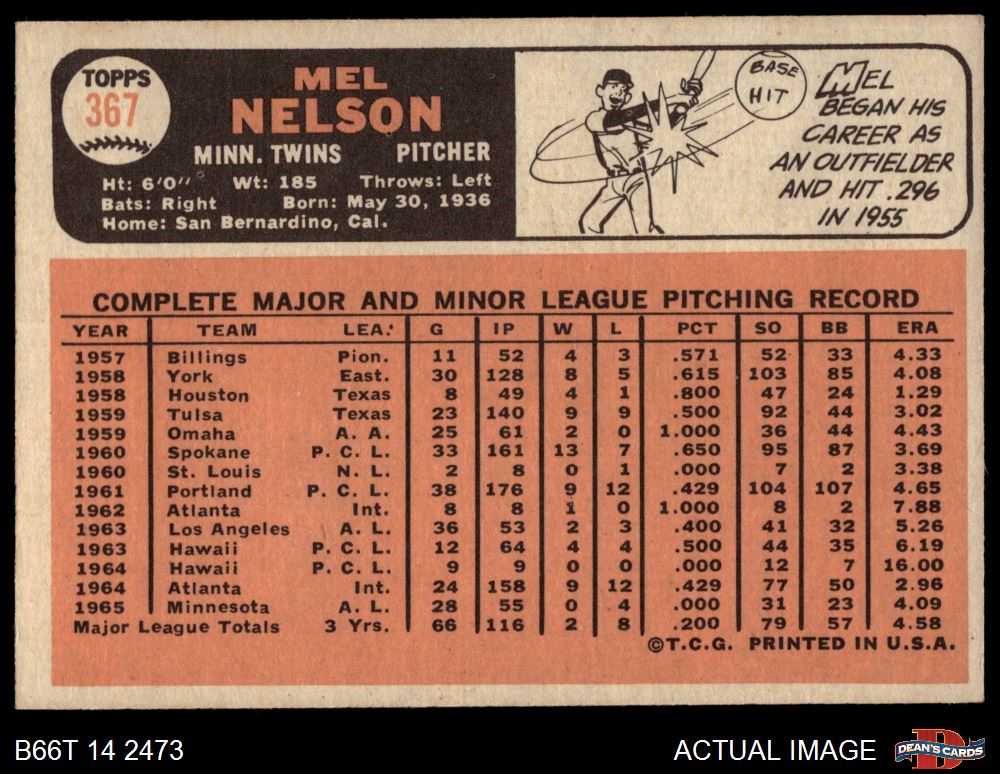 TOPPS
367
MEL
NELSON
MINN. TWINS PITCHER
Ht: 6'0" Wt: 185 Throws: Left
Bats: Right Born: May 30, 1936
Home: San Bernardino, Cal.
BASE
HIT
MEL
BEGAN HIS
CAREER AS
AN OUTFIELDER
AND HIT .296
IN 1955
COMPLETE MAJOR AND MINOR LEAGUE PITCHING RECORD
YEAR TEAM LEA. G IP W L PCT SO BB ERA
1957 Billings Pion. 11 52 4 3 .571 52 33 4.33
1958 York East. 30 128 8 5 .615 103 85 4.08
1958 Houston Texas 8 49 4 1 .800 47 24 1.29
1959 Tulsa Texas 23 140 9 9 .500 92 44 3.02
1959 Omaha A. A. 25 61 2 0 1.000 36 44 4.43
1960 Spokane P. C. L. 33 161 13 7 .650 95 87 3.69
1960 St. Louis N. L. 2 8 0 1 .000 7 2 3.38
1961 Portland P. C. L. 38 176 9 12 .429 104 107 4.65
1962 Atlanta Int. 8 8 1 0 1.000 8 2 7.88
1963 Los Angeles A. L. 36 53 2 3 .400 41 32 5.26
1963 Hawaii P. C. L. 12 64 4 4 .500 44 35 6.19
1964 Hawaii P. C. L. 9 9 0 0 .000 12 7 16.00
1964 Atlanta Int. 24 158 9 12 .429 77 50 2.96
1965 Minnesota A. L. 28 55 0 4 .000 31 23 4.09
Major League Totals 3 Yrs. 66 116 2 8 .200 79 57 4.58
©T.C.G. PRINTED IN U.S.A.
B66T 14 2473 ACTUAL IMAGE
D
DEAN'S CARDS